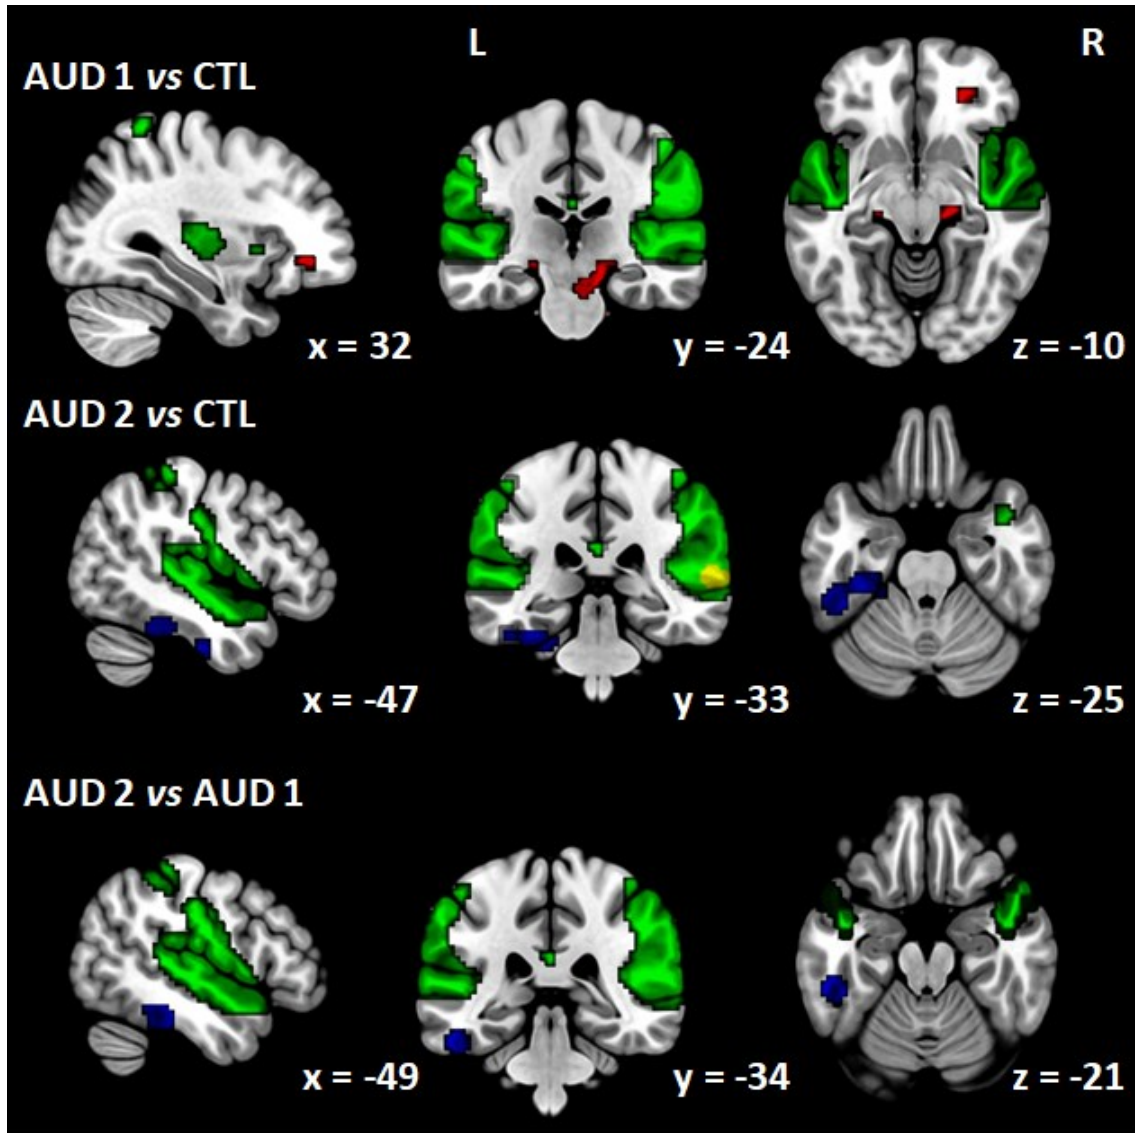 L
R
AUD 1 vs CTL
x = 32
y = -24
z = -10
AUD 2 vs CTL
x = -47
y = -33
z = -25
AUD 2 vs AUD 1
x = -49
y = -34
z = -21